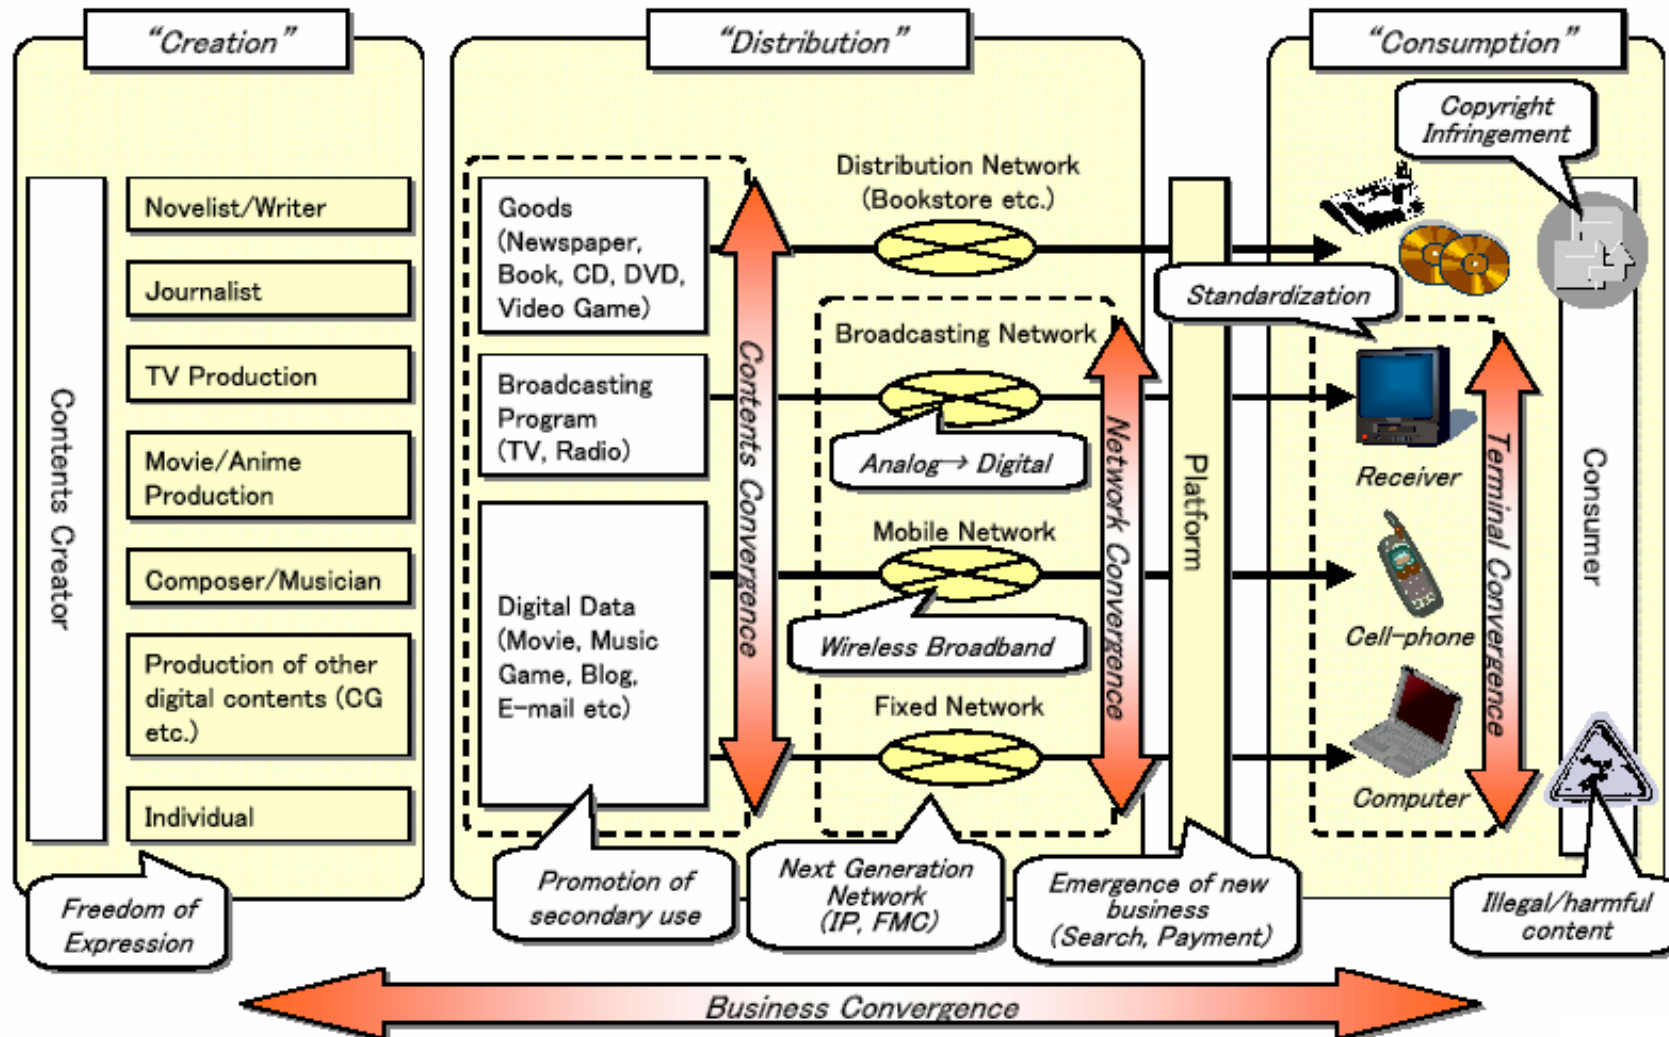 “Creation”
Contents Creator
Novelist/Writer
Journalist
TV Production
Movie/Anime
Production
Composer/Musician
Production of other
digital contents (CG
etc.)
Individual
Freedom of
Expression
“Distribution”
Goods
(Newspaper,
Book, CD, DVD,
Video Game)
Broadcasting
Program
(TV, Radio)
Digital Data
(Movie, Music
Game, Blog,
E-mail etc)
Contents Convergence
Promotion of
secondary use
Distribution Network
(Bookstore etc.)
Broadcasting Network
Analog→ Digital
Mobile Network
Wireless Broadband
Fixed Network
Network Convergence
Next Generation
Network
(IP, FMC)
Platform
Emergence of new
business
(Search, Payment)
“Consumption”
Copyright
Infringement
Standardization
Receiver
Cell-phone
Computer
Terminal Convergence
Consumer
Illegal/harmful
content
Business Convergence